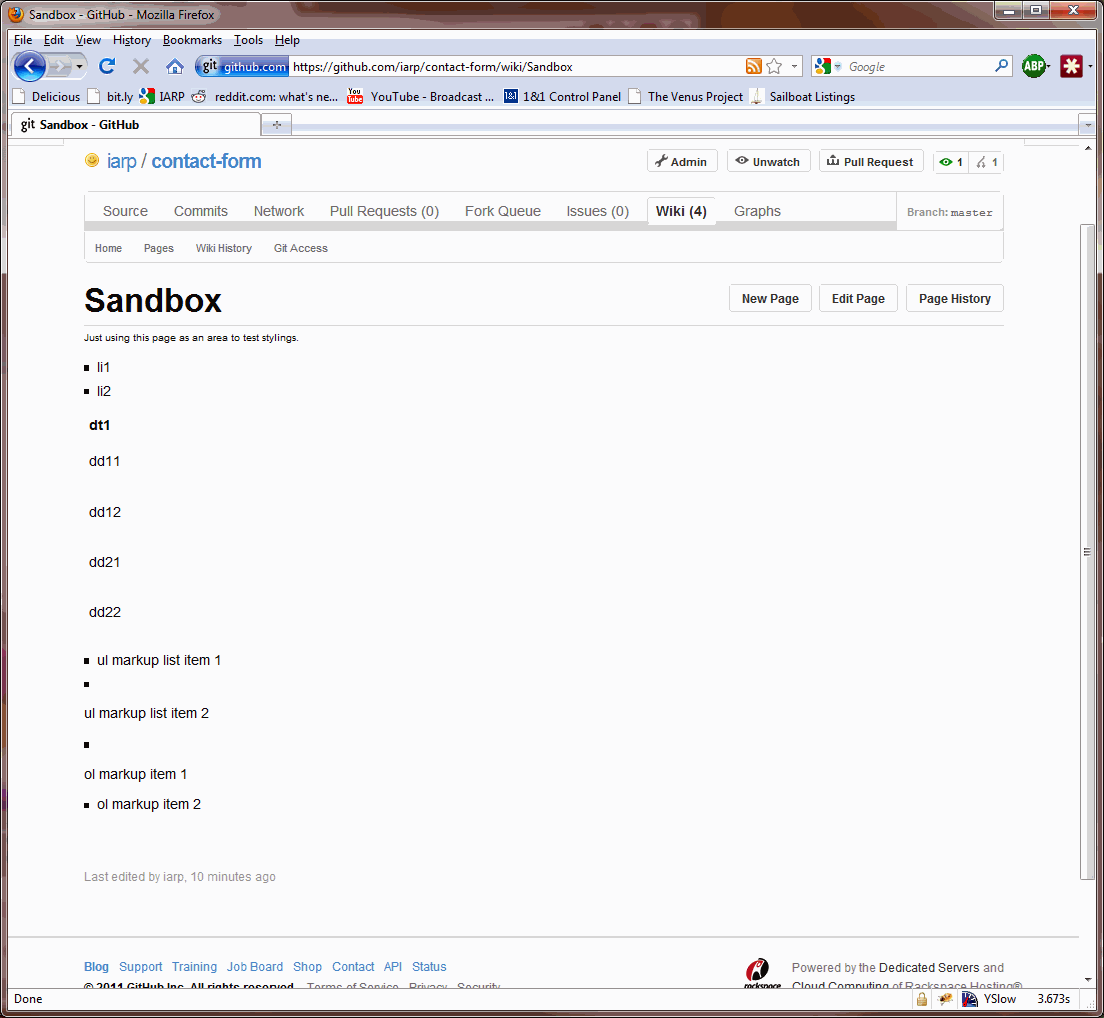 Sandbox - GitHub - Mozilla Firefox
File Edit View History Bookmarks Tools Help
git github.com https://github.com/iarp/contact-form/wiki/Sandbox Google ABP
Delicious bit.ly IARP reddit.com: what's ne... You Tube YouTube - Broadcast ... 1&1 1&1 Control Panel The Venus Project Sailboat Listings
git Sandbox - GitHub
iarp / contact-form Admin Unwatch Pull Request 1 1
Source Commits Network Pull Requests (0) Fork Queue Issues (0) Wiki (4) Graphs Branch: master
Home Pages Wiki History Git Access
Sandbox New Page Edit Page Page History
Just using this page as an area to test stylings.
li1
li2
dt1
dd11
dd12
dd21
dd22
ul markup list item 1
ul markup list item 2
ol markup item 1
ol markup item 2
Last edited by iarp, 10 minutes ago
Blog Support Training Job Board Shop Contact API Status Powered by the Dedicated Servers and
© 2011 GitHub Inc. All rights reserved. Terms of Service Privacy Security rackspace Cloud Computing of Rackspace Hosting®
Done YSlow 3.673s